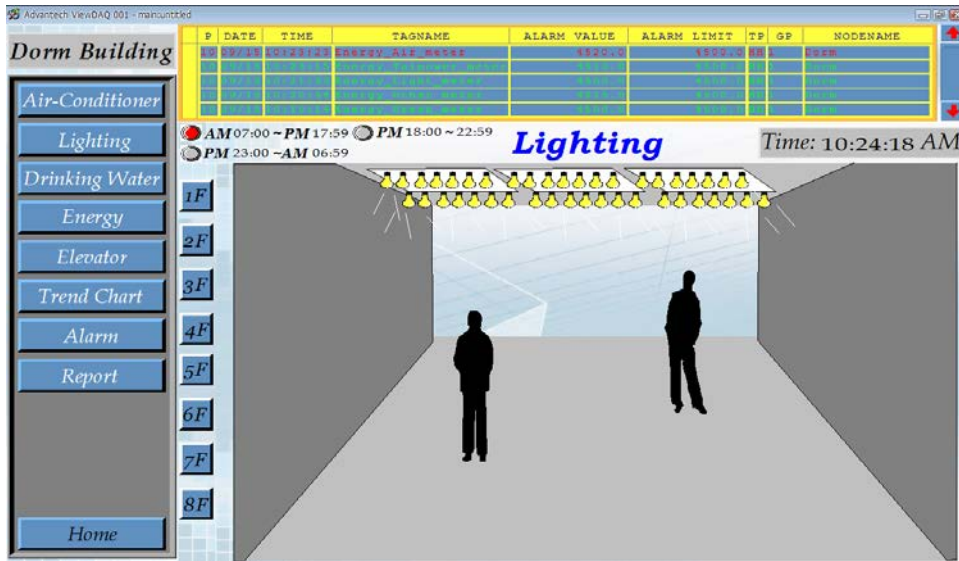 Advantech ViewDAQ 001 - main:untitled
Dorm Building
P DATE TIME TAGNAME ALARM VALUE ALARM LIMIT TP GP NODENAME
10 09/15 10:23:23 Energy_Air_meter 4520.0 4500.0 HH 1 Dorm
Air-Conditioner
Lighting
Drinking Water
Energy
Elevator
Trend Chart
Alarm
Report
Home
AM 07:00 ~ PM 17:59 PM 18:00 ~ 22:59
PM 23:00 ~AM 06:59
Lighting
Time: 10:24:18 AM
1F
2F
3F
4F
5F
6F
7F
8F